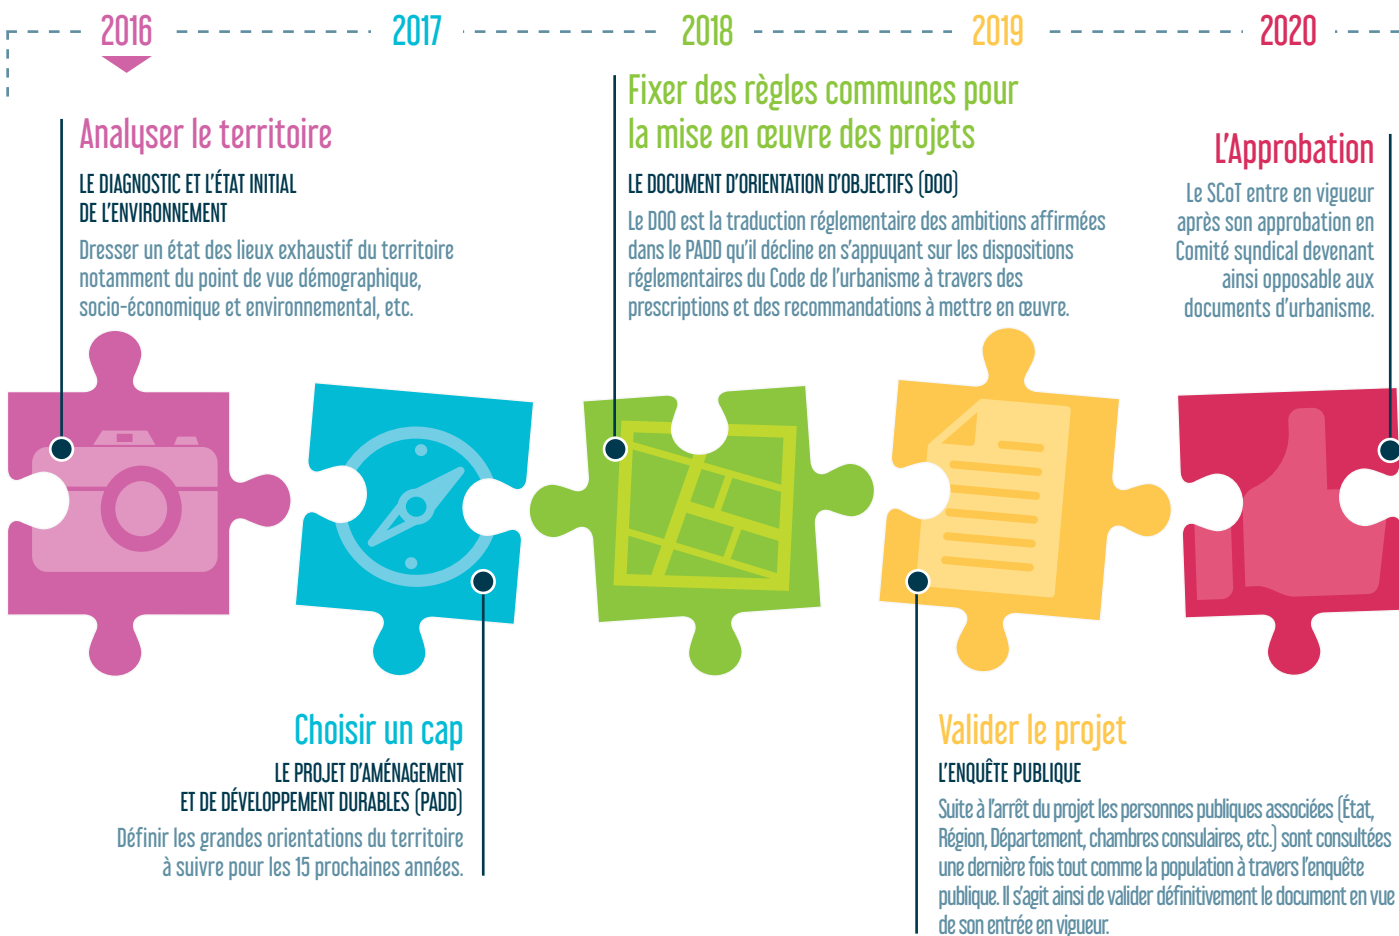 2016
2017
2018
2019
2020
Analyser le territoire
LE DIAGNOSTIC ET L'ÉTAT INITIAL
DE L'ENVIRONNEMENT
Dresser un état des lieux exhaustif du territoire
notamment du point de vue démographique,
socio-économique et environnemental, etc.
Fixer des règles communes pour
la mise en œuvre des projets
LE DOCUMENT D'ORIENTATION D'OBJECTIFS (DOO)
Le DOO est la traduction réglementaire des ambitions affirmées
dans le PADD qu'il décline en s'appuyant sur les dispositions
réglementaires du Code de l'urbanisme à travers des
prescriptions et des recommandations à mettre en œuvre.
L'Approbation
Le SCoT entre en vigueur
après son approbation en
Comité syndical devenant
ainsi opposable aux
documents d'urbanisme.
Choisir un cap
LE PROJET D'AMÉNAGEMENT
ET DE DÉVELOPPEMENT DURABLES (PADD)
Définir les grandes orientations du territoire
à suivre pour les 15 prochaines années.
Valider le projet
L'ENQUÊTE PUBLIQUE
Suite à l'arrêt du projet les personnes publiques associées (État,
Région, Département, chambres consulaires, etc.) sont consultées
une dernière fois tout comme la population à travers l'enquête
publique. Il s'agit ainsi de valider définitivement le document en vue
de son entrée en vigueur.